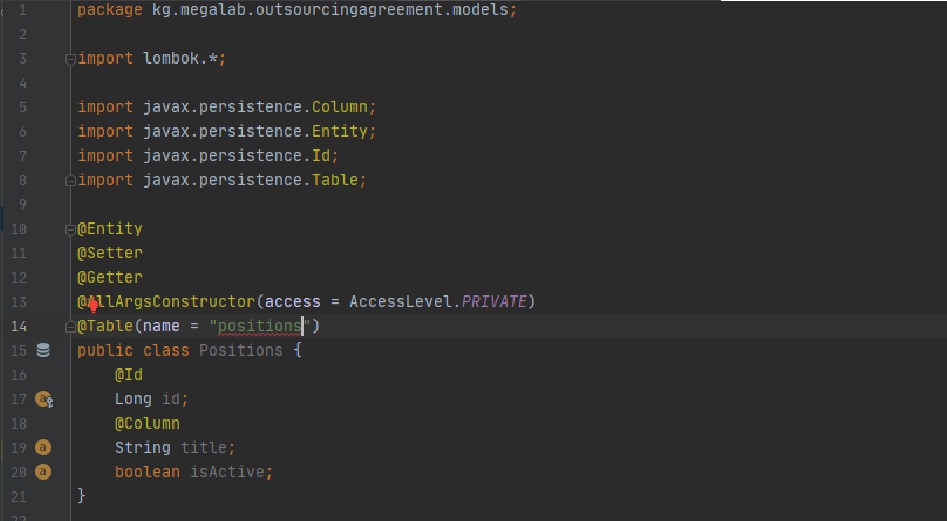 1 package kg.megalab.outsourcingagreement.models;
2
3 import lombok.*;
4
5 import javax.persistence.Column;
6 import javax.persistence.Entity;
7 import javax.persistence.Id;
8 import javax.persistence.Table;
9
10 @Entity
11 @Setter
12 @Getter
13 @AllArgsConstructor(access = AccessLevel.PRIVATE)
14 @Table(name = "positions")
15 public class Positions {
16 @Id
17 Long id;
18 @Column
19 String title;
20 boolean isActive;
21 }
22